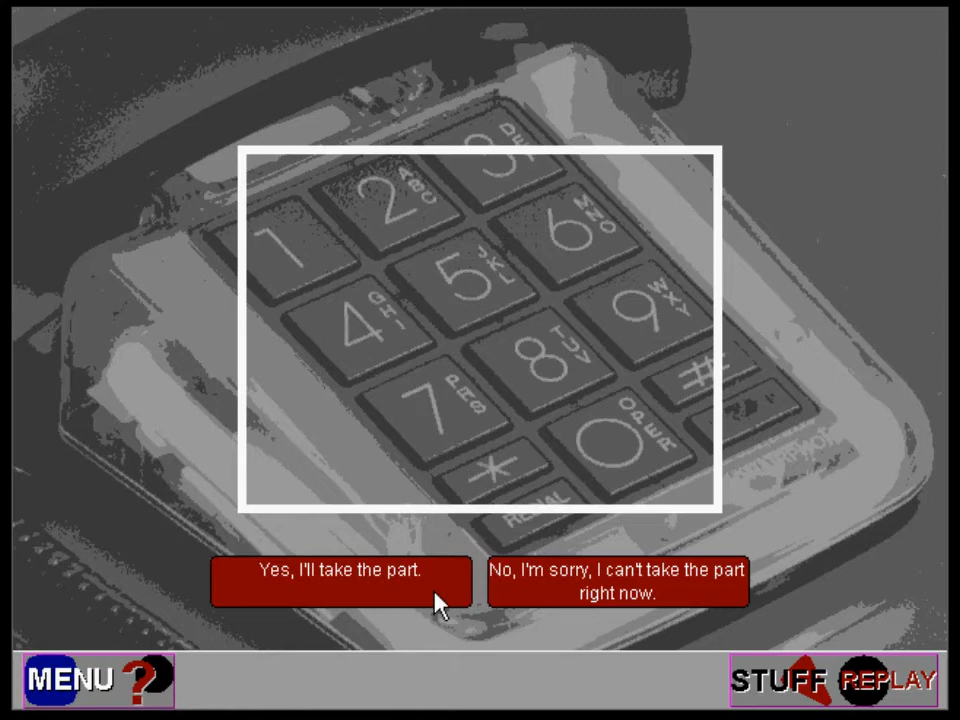 1
2 ABC
3 DEF
4 GHI
5 JKL
6 MNO
7 PRS
8 TUV
9 WXY
*
0 OPER
#
REDIAL
Yes, I'll take the part.
No, I'm sorry, I can't take the part
right now.
MENU ?
STUFF REPLAY